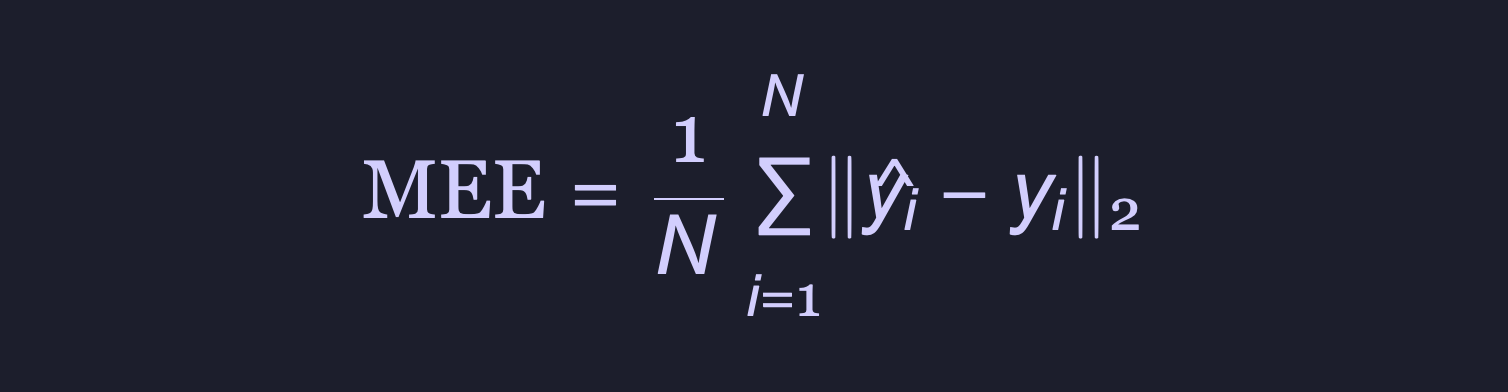 MEE = 1/N ∑_{i=1}^{N} ||ŷ_i − y_i||_2